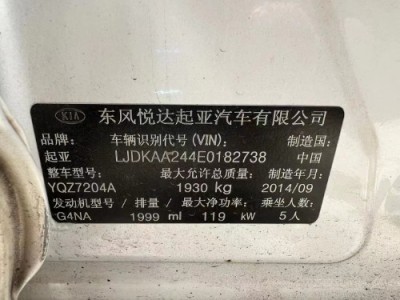 KIA 东风悦达起亚汽车有限公司
品牌: 车辆识别代号(VIN): 制造国:
起亚 LJDKAA244E0182738 中国
整车型号: 最大允许总质量: 制造年月:
YQZ7204A 1930 kg 2014/09
发动机型号 / 排量 / 最大净功率: 乘坐人数:
G4NA 1999 ml - 119 kW 5人